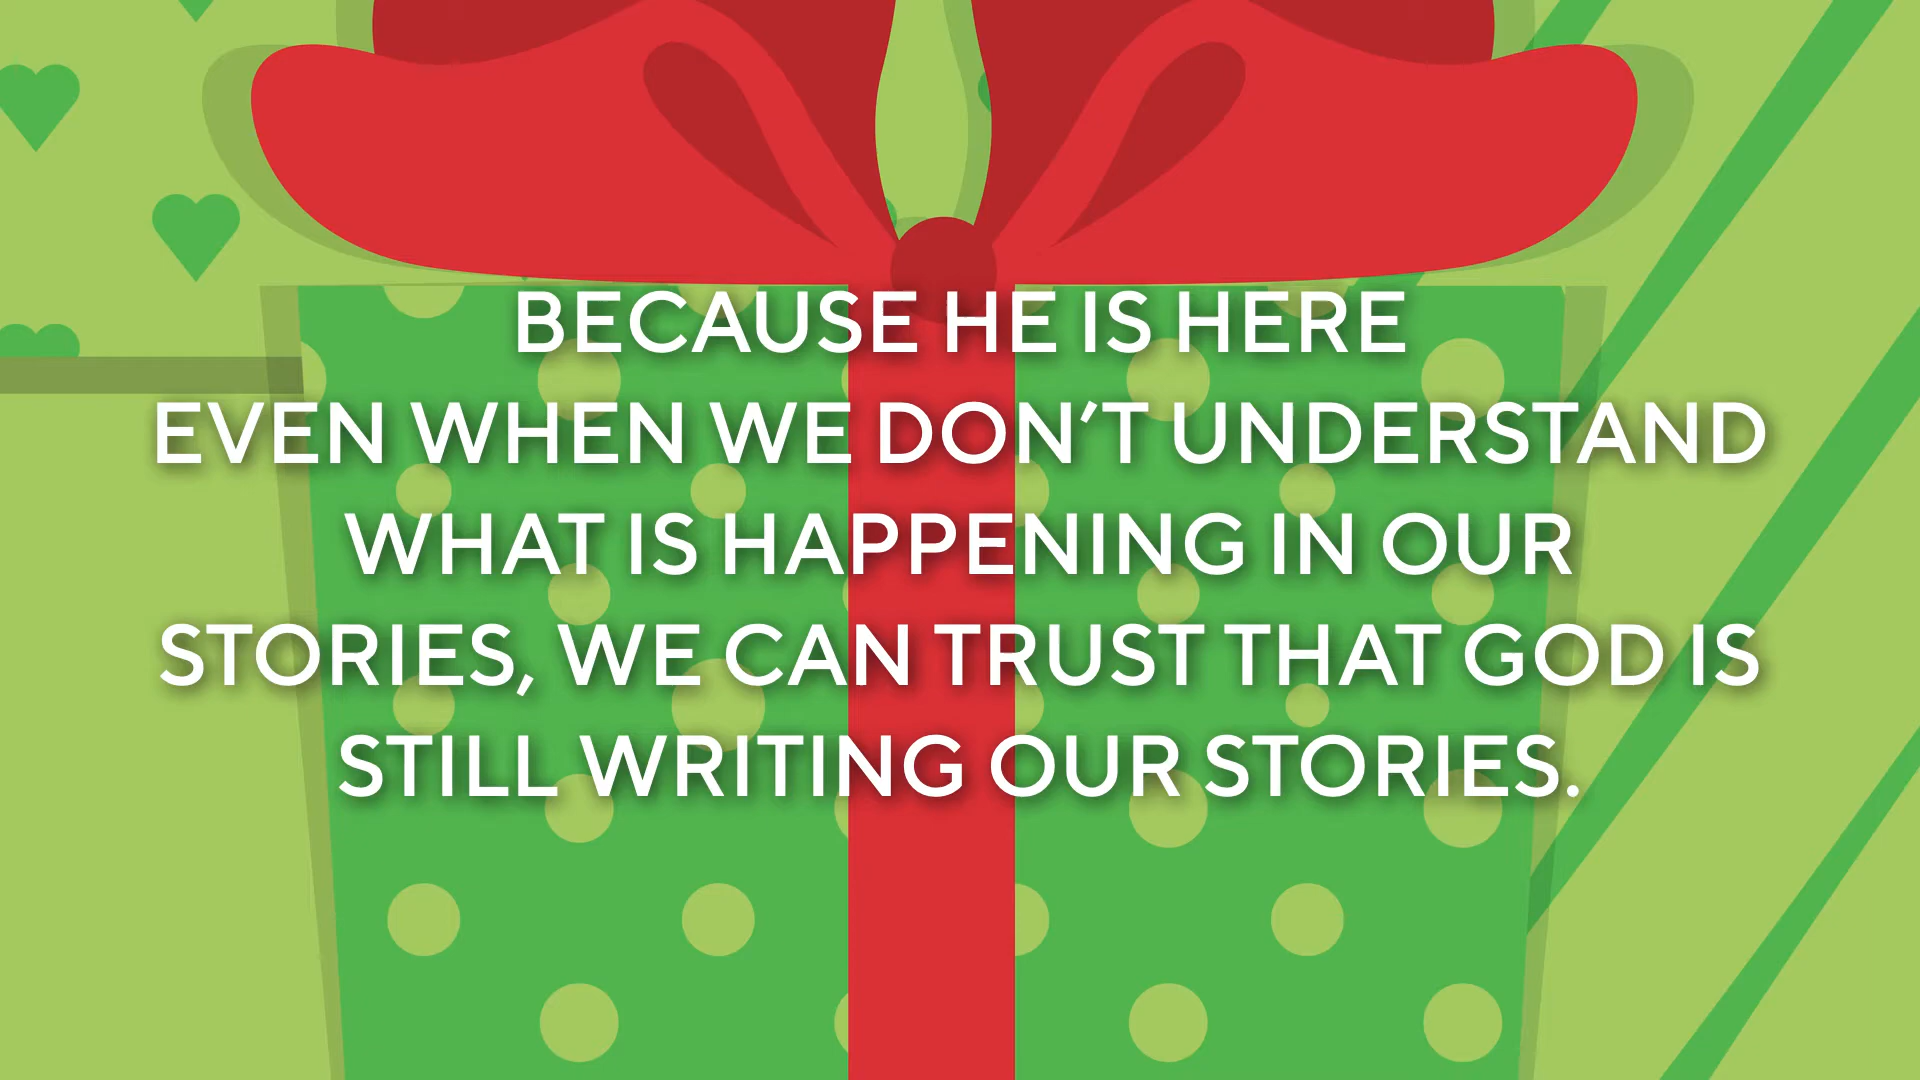 BECAUSE HE IS HERE
EVEN WHEN WE DON'T UNDERSTAND
WHAT IS HAPPENING IN OUR
STORIES, WE CAN TRUST THAT GOD IS
STILL WRITING OUR STORIES.